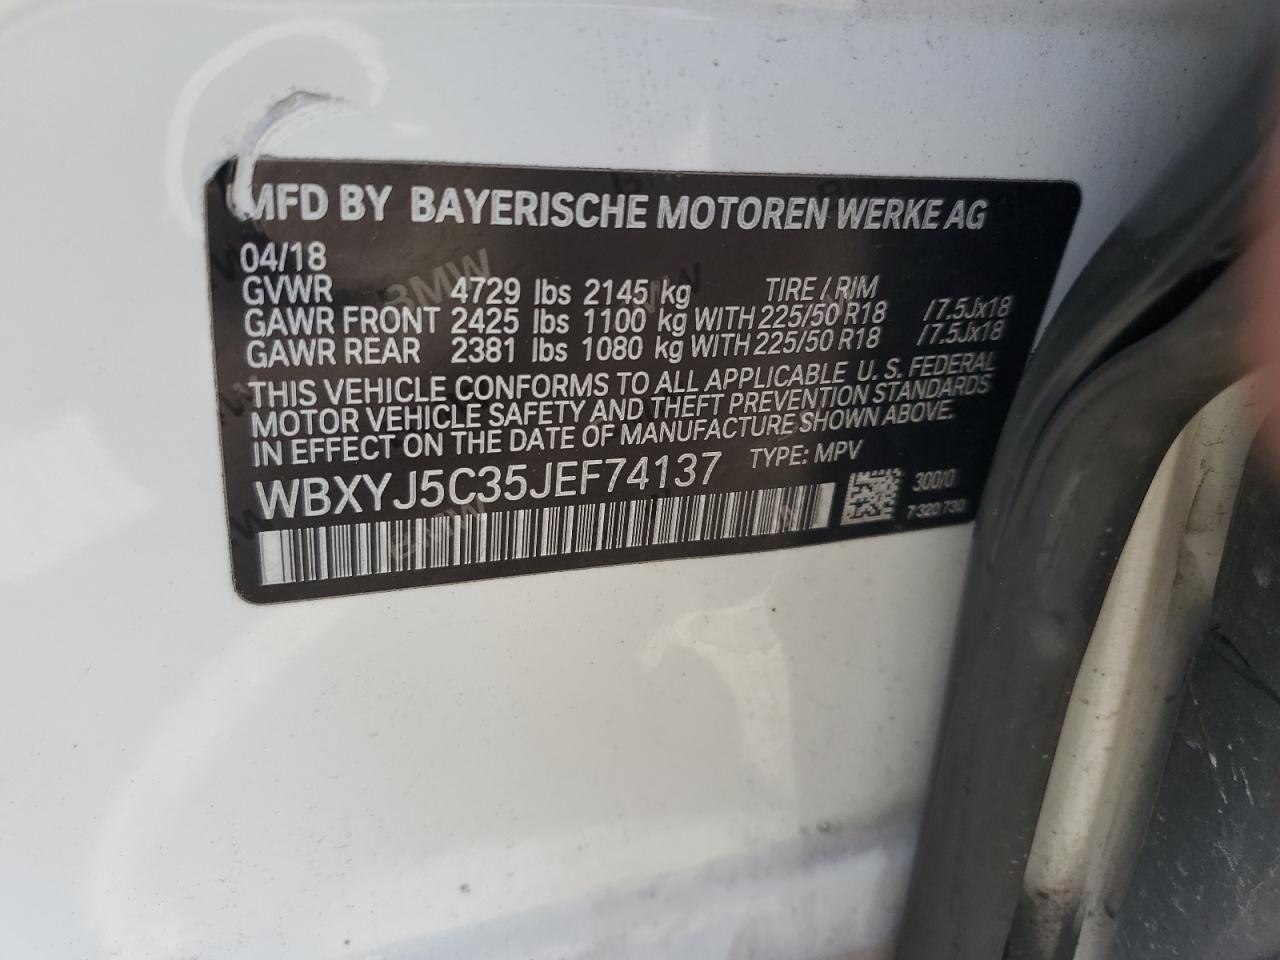 MFD BY BAYERISCHE MOTOREN WERKE AG
04/18
GVWR 4729 lbs 2145 kg TIRE / RIM
GAWR FRONT 2425 lbs 1100 kg WITH 225/50 R18 /7.5Jx18
GAWR REAR 2381 lbs 1080 kg WITH 225/50 R18 /7.5Jx18
THIS VEHICLE CONFORMS TO ALL APPLICABLE U. S. FEDERAL
MOTOR VEHICLE SAFETY AND THEFT PREVENTION STANDARDS
IN EFFECT ON THE DATE OF MANUFACTURE SHOWN ABOVE.
WBXYJ5C35JEF74137 TYPE: MPV
300/0
7 320 730